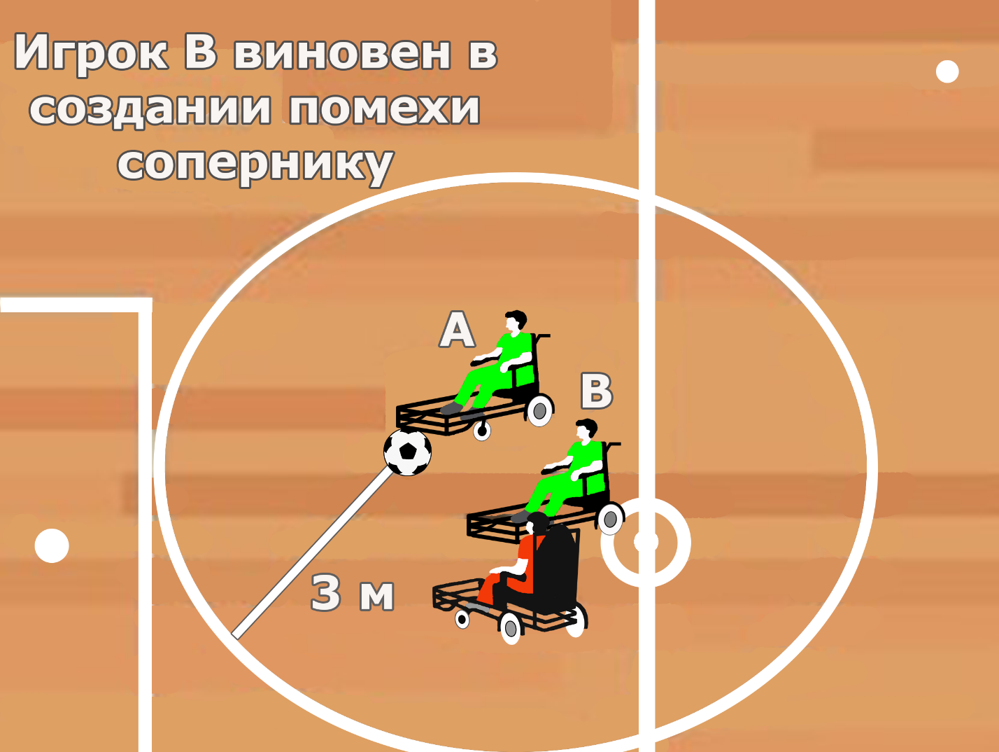 Игрок В виновен в
создании помехи
сопернику
А
В
3 м